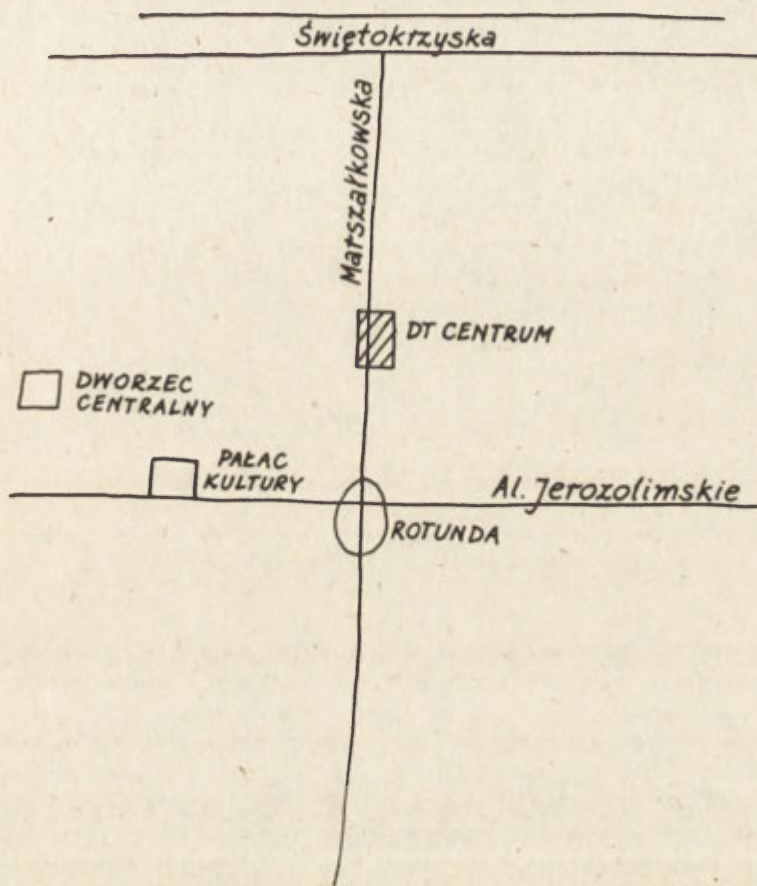 Świętokrzyska
Marszałkowska
DT CENTRUM
DWORZEC
CENTRALNY
PAŁAC
KULTURY
Al. Jerozolimskie
ROTUNDA